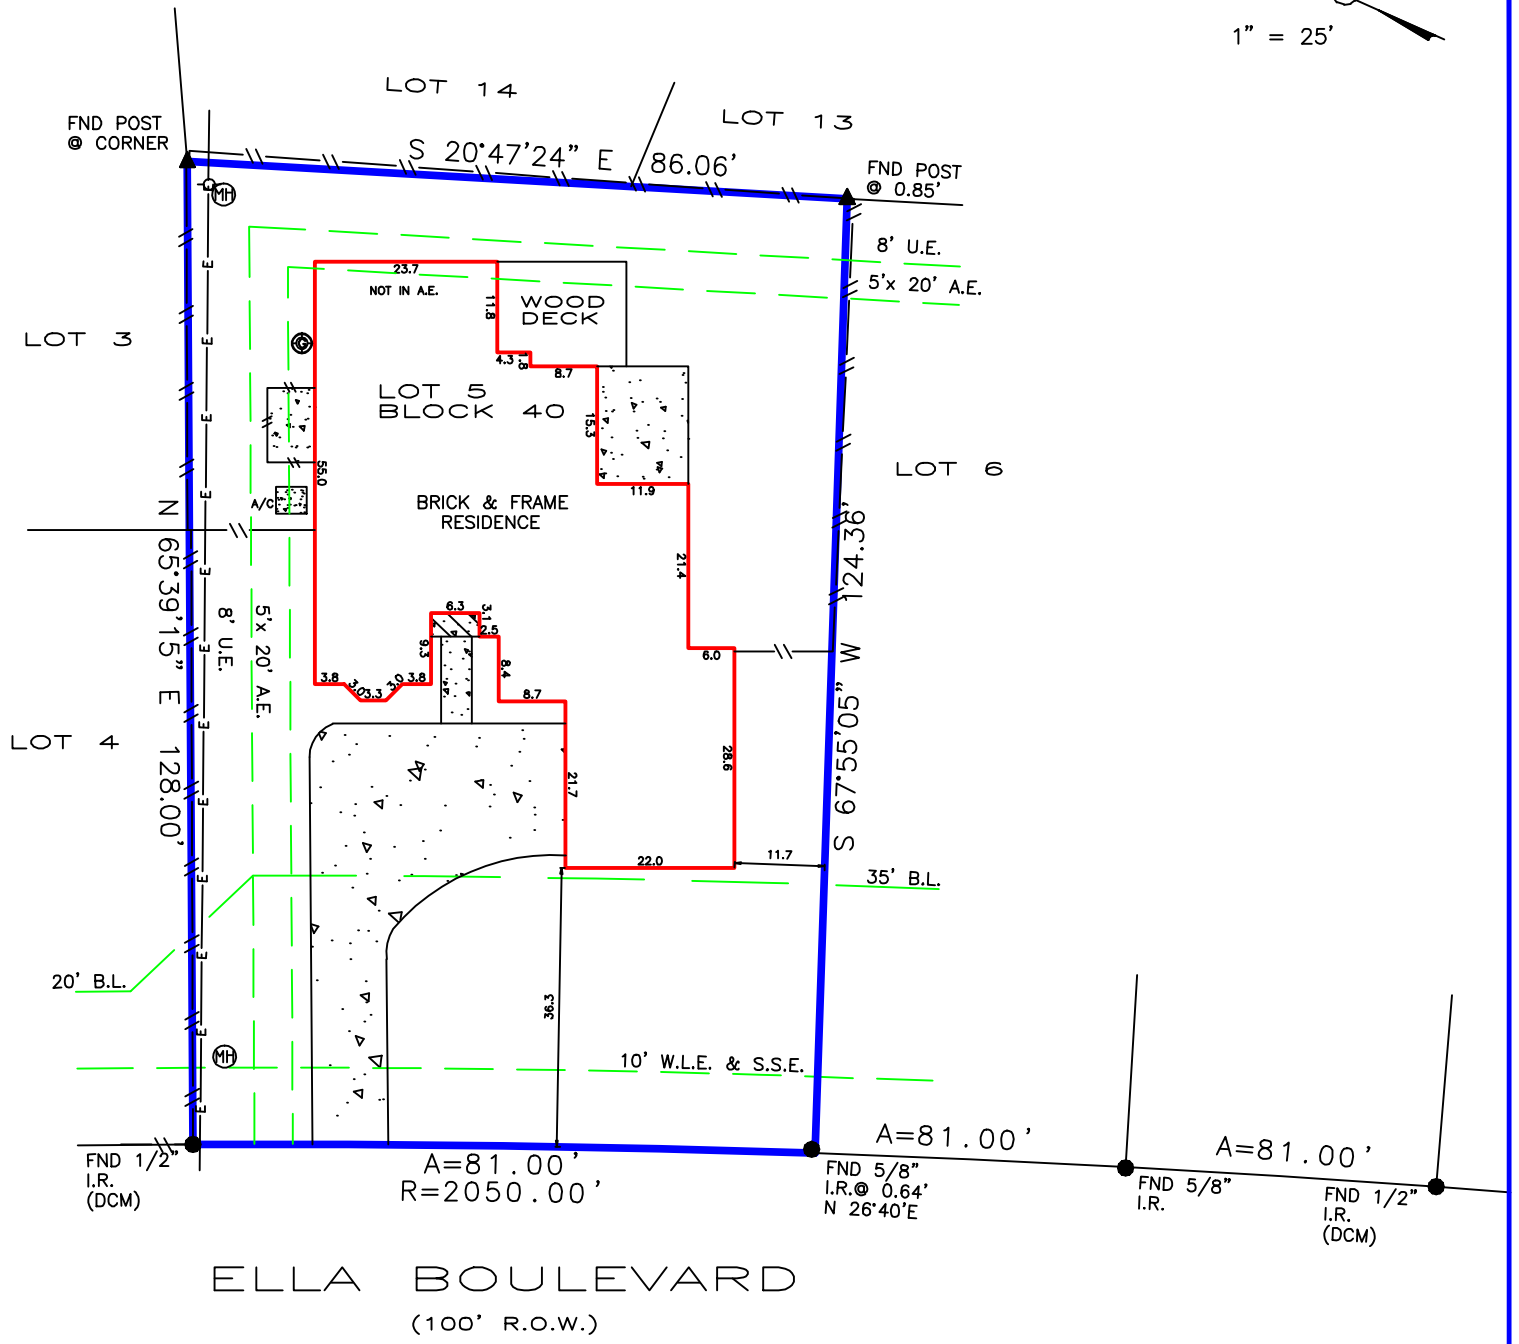 1" = 25'
LOT 14
LOT 13
FND POST
@ CORNER
S 20°47'24" E 86.06'
FND POST
@ 0.85'
MH
8' U.E.
5'x 20' A.E.
23.7
NOT IN A.E.
11.8
WOOD
DECK
LOT 3
G
4.3
1.8
8.7
LOT 5
BLOCK 40
15.3
55.0
LOT 6
11.9
A/C
BRICK & FRAME
RESIDENCE
N 65°39'15" E 128.00'
S 67°55'05" W 124.36'
21.4
8' U.E.
5'x 20' A.E.
6.3
3.1
2.5
9.3
8.4
6.0
3.8
3.0
3.3
3.0
3.8
8.7
LOT 4
28.6
21.7
22.0
11.7
35' B.L.
20' B.L.
36.3
E
E
E
E
E
E
E
E
E
E
E
E
MH
10' W.L.E. & S.S.E.
FND 1/2"
I.R.
(DCM)
A=81.00'
R=2050.00'
A=81.00'
A=81.00'
FND 5/8"
I.R.@ 0.64'
N 26°40'E
FND 5/8"
I.R.
FND 1/2"
I.R.
(DCM)
ELLA BOULEVARD
(100' R.O.W.)